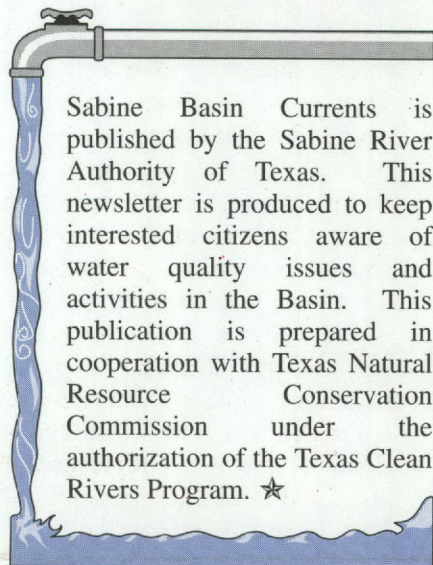 Sabine Basin Currents is
published by the Sabine River
Authority of Texas. This
newsletter is produced to keep
interested citizens aware of
water quality issues and
activities in the Basin. This
publication is prepared in
cooperation with Texas Natural
Resource Conservation
Commission under the
authorization of the Texas Clean
Rivers Program. ✯